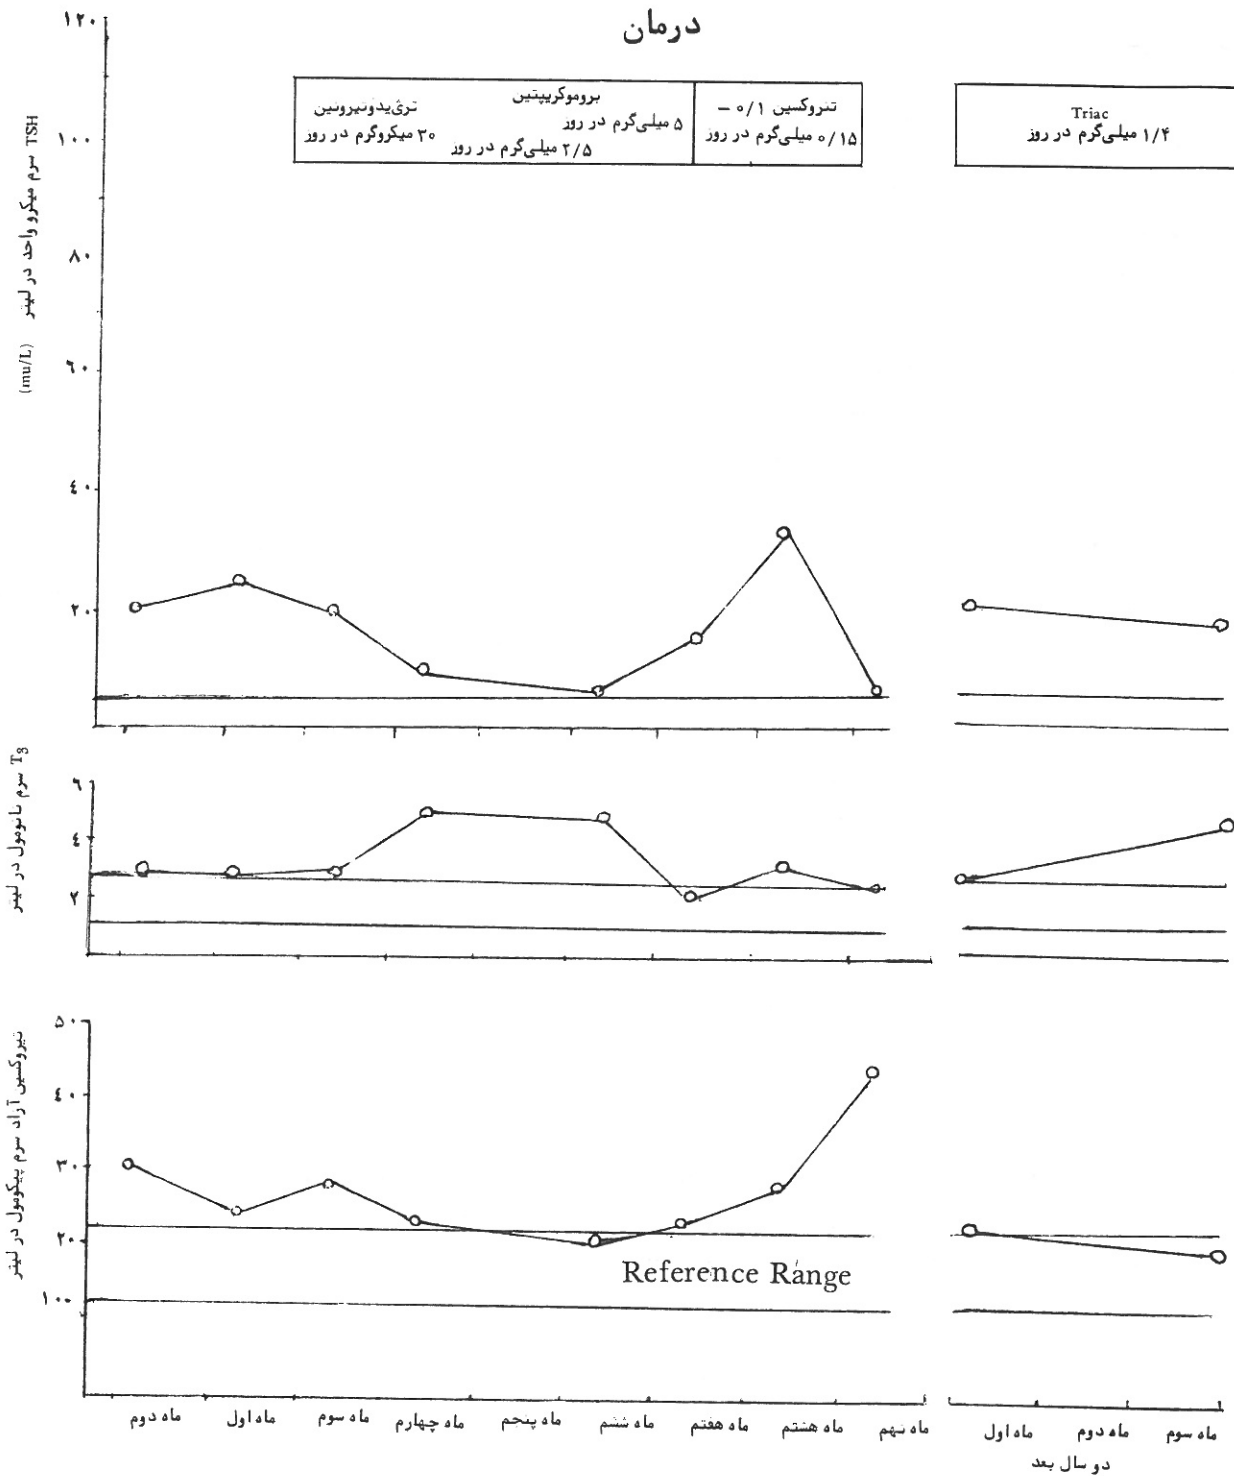 درمان
تری‌یدوتیرونین
۳۰ میکروگرم در روز
بروموکریپتین
۵ میلی‌گرم در روز
۲/۵ میلی‌گرم در روز
تیروکسین ۰/۱ –
۰/۱۵ میلی‌گرم در روز
Triac
۱/۴ میلی‌گرم در روز
TSH سرم میکرو واحد در لیتر (mu/L)
۱۲۰
۱۰۰
۸۰
۶۰
۴۰
۲۰
T3 سرم نانومول در لیتر
۶
۴
۲
تیروکسین آزاد سرم پیکومول در لیتر
۵۰
۴۰
۳۰
۲۰
۱۰
Reference Range
ماه دوم
ماه اول
ماه سوم
ماه چهارم
ماه پنجم
ماه ششم
ماه هفتم
ماه هشتم
ماه نهم
ماه اول
ماه دوم
ماه سوم
دو سال بعد